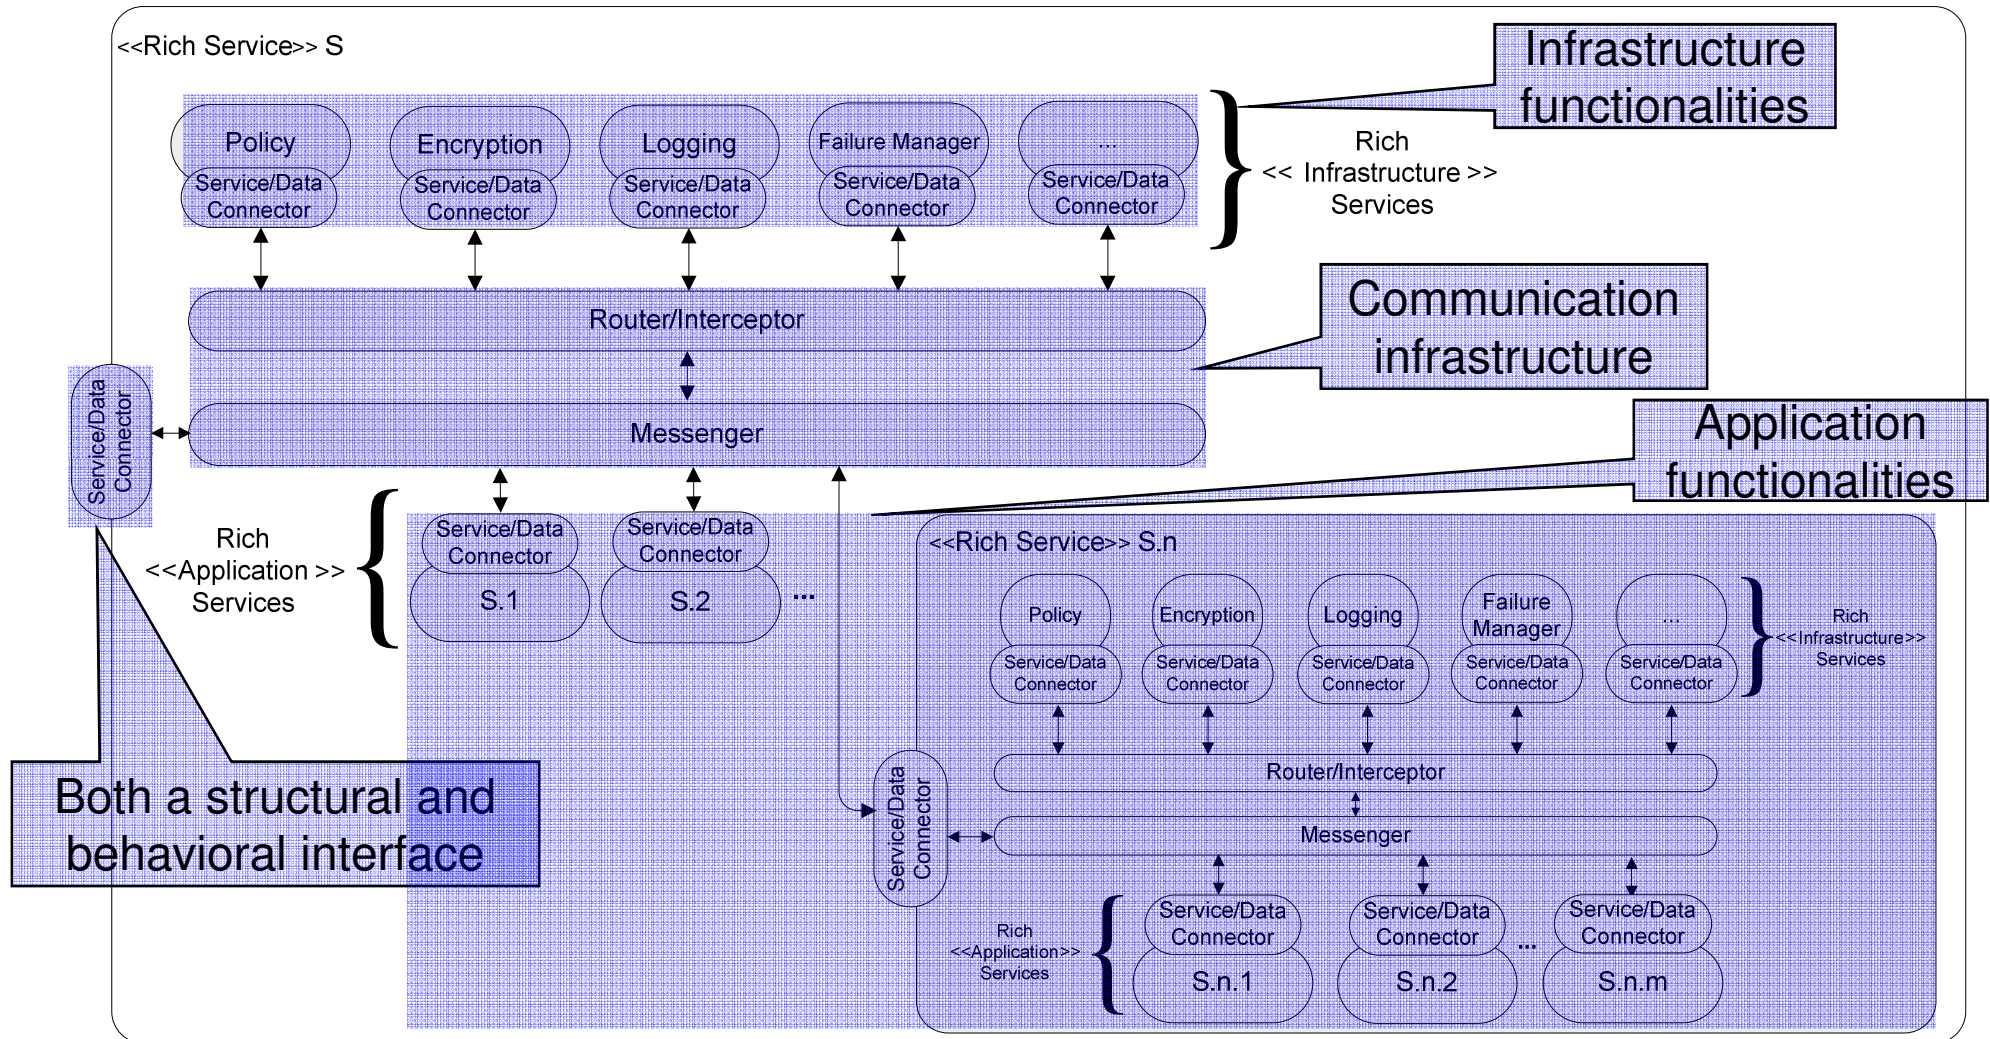 <<Rich Service>> S
Infrastructure
functionalities
Policy
Service/Data
Connector
Encryption
Service/Data
Connector
Logging
Service/Data
Connector
Failure Manager
Service/Data
Connector
...
Service/Data
Connector
Rich
<< Infrastructure >>
Services
Router/Interceptor
Communication
infrastructure
Service/Data
Connector
Messenger
Application
functionalities
Rich
<<Application >>
Services
Service/Data
Connector
S.1
Service/Data
Connector
S.2
...
<<Rich Service>> S.n
Policy
Service/Data
Connector
Encryption
Service/Data
Connector
Logging
Service/Data
Connector
Failure
Manager
Service/Data
Connector
...
Service/Data
Connector
Rich
<<Infrastructure>>
Services
Both a structural and
behavioral interface
Service/Data
Connector
Router/Interceptor
Messenger
Rich
<<Application>>
Services
Service/Data
Connector
S.n.1
Service/Data
Connector
S.n.2
...
Service/Data
Connector
S.n.m